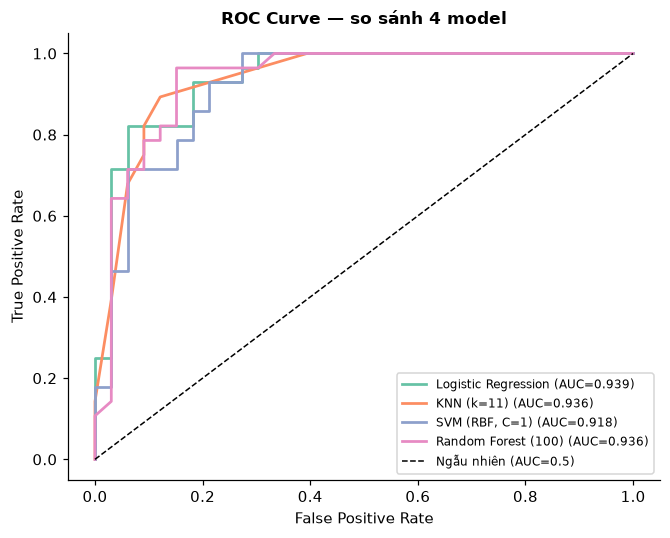 ROC Curve — so sánh 4 model
True Positive Rate
1.0
0.8
0.6
0.4
0.2
0.0
Logistic Regression (AUC=0.939)
KNN (k=11) (AUC=0.936)
SVM (RBF, C=1) (AUC=0.918)
Random Forest (100) (AUC=0.936)
Ngẫu nhiên (AUC=0.5)
0.0 0.2 0.4 0.6 0.8 1.0
False Positive Rate